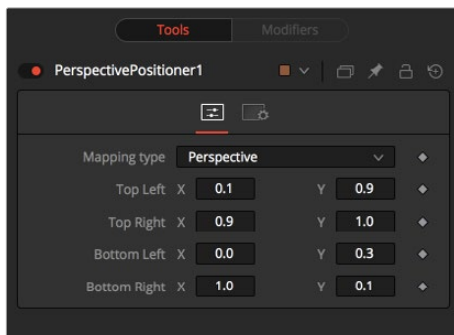 Tools Modifiers
PerspectivePositioner1
Mapping type Perspective
Top Left X 0.1 Y 0.9
Top Right X 0.9 Y 1.0
Bottom Left X 0.0 Y 0.3
Bottom Right X 1.0 Y 0.1